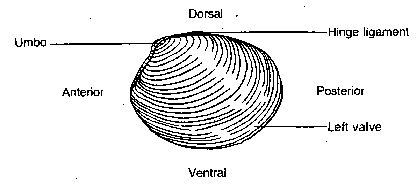 Dorsal
Hinge ligament
Umbo
Anterior
Posterior
Left valve
Ventral